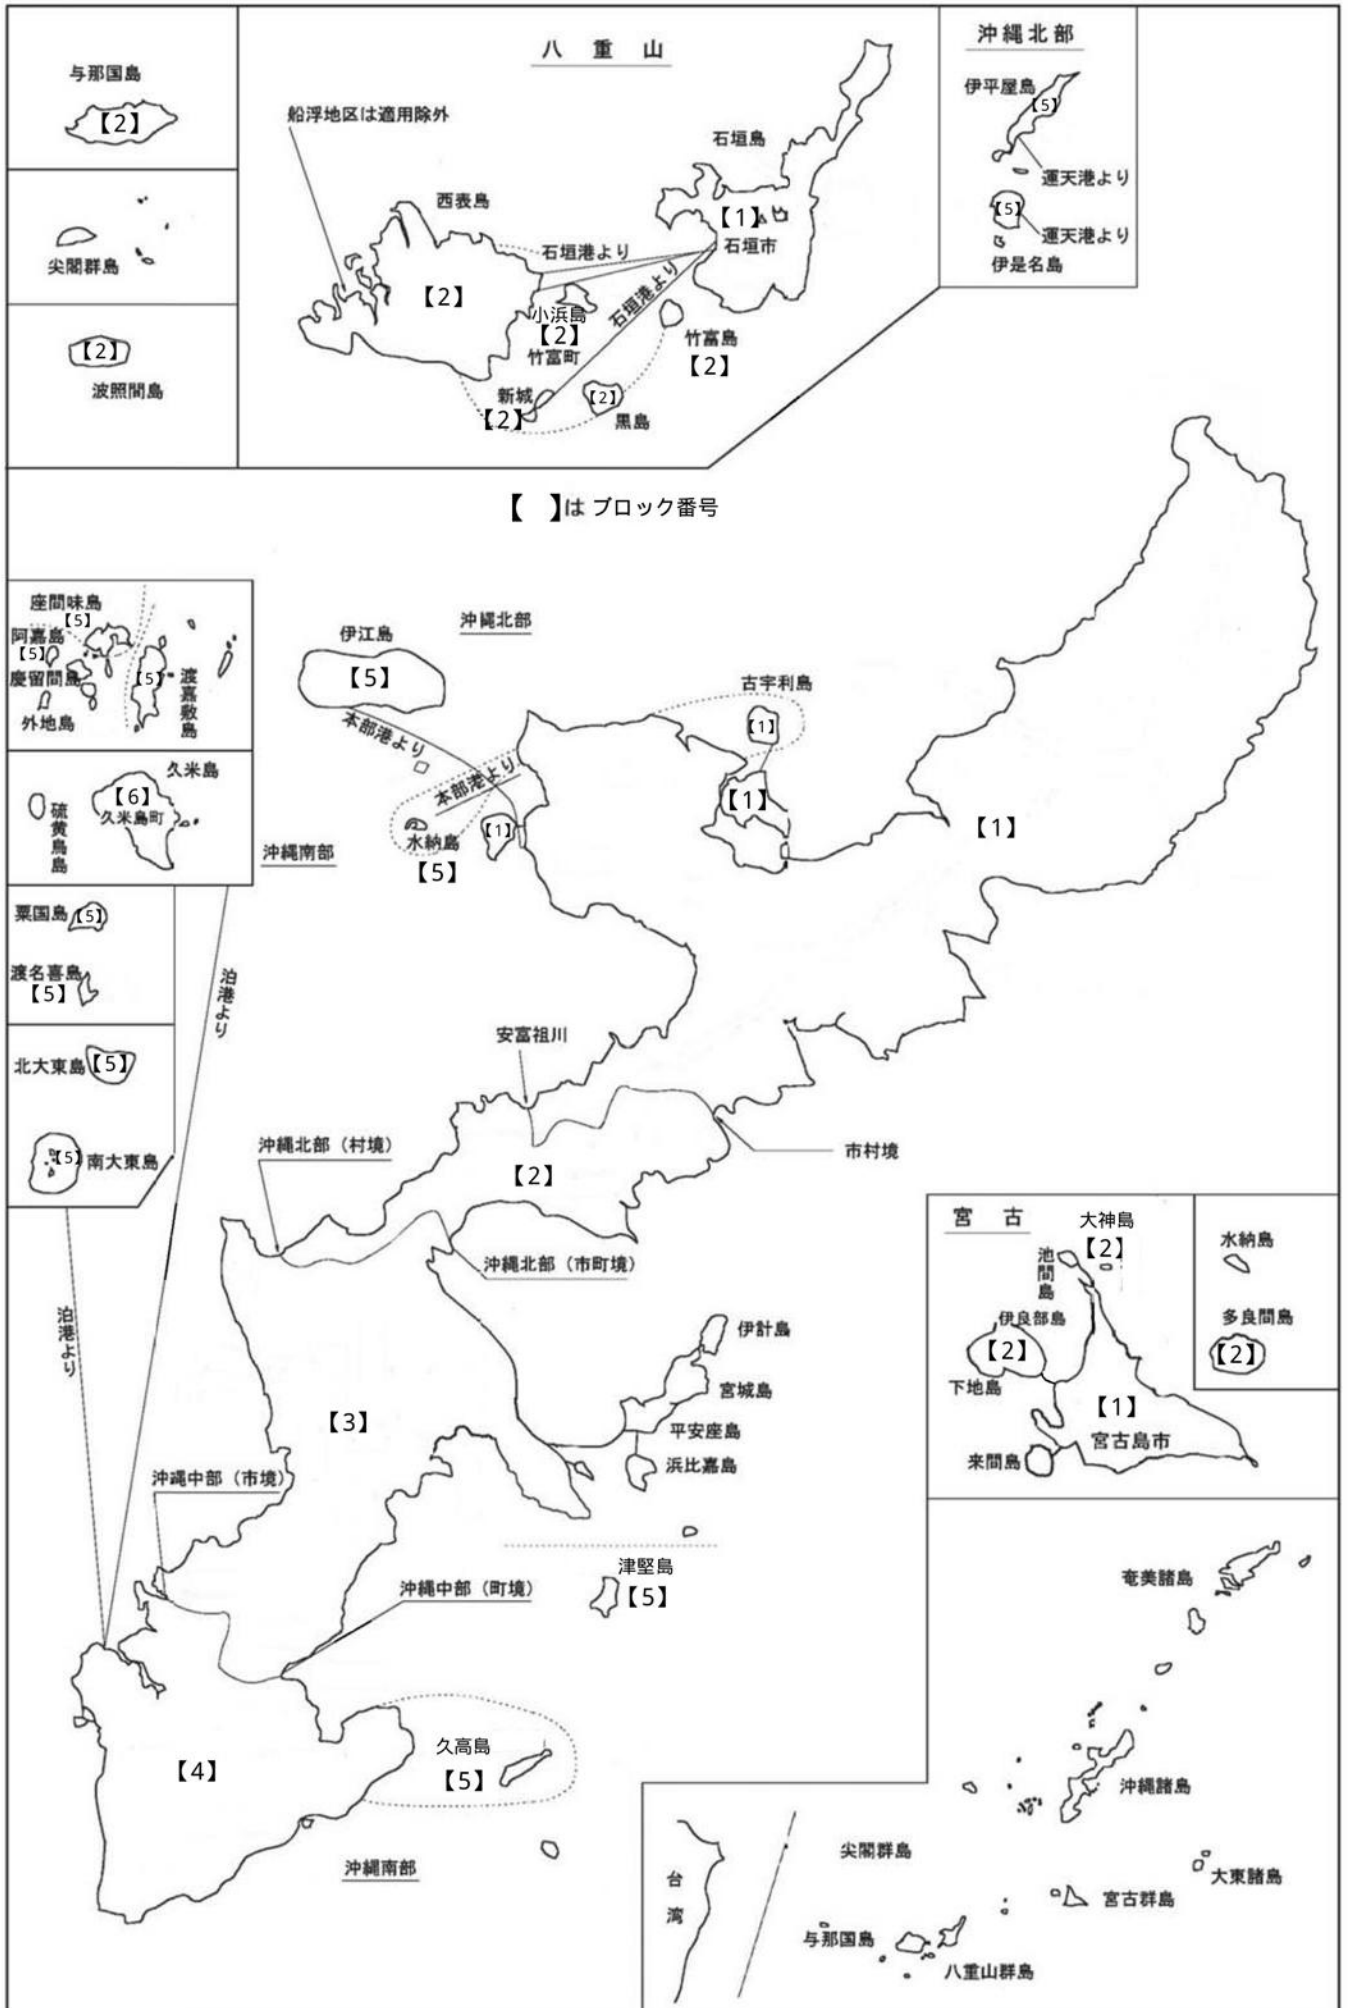 与那国島
【2】
尖閣群島
【2】
波照間島
八重山
船浮地区は適用除外
西表島
石垣島
【1】
石垣市
石垣港より
【2】
小浜島
【2】
竹富町
石垣港より
竹富島
【2】
新城
【2】
【2】
黒島
沖縄北部
伊平屋島
【5】
運天港より
【5】
運天港より
伊是名島
【 】は ブロック番号
座間味島
【5】
阿嘉島
【5】
慶留間島
外地島
【5】
渡嘉敷島
久米島
【6】
久米島町
硫黄鳥島
粟国島
【5】
渡名喜島
【5】
北大東島
【5】
【5】
南大東島
泊港より
泊港より
沖縄北部
伊江島
【5】
本部港より
本部港より
水納島
【5】
【1】
沖縄南部
古宇利島
【1】
【1】
【1】
安富祖川
沖縄北部（村境）
市村境
【2】
沖縄北部（市町境）
伊計島
宮城島
平安座島
浜比嘉島
【3】
沖縄中部（市境）
津堅島
【5】
沖縄中部（町境）
久高島
【5】
【4】
沖縄南部
宮古
大神島
【2】
池間島
伊良部島
【2】
下地島
【1】
宮古島市
来間島
水納島
多良間島
【2】
奄美諸島
沖縄諸島
尖閣群島
大東諸島
台湾
宮古群島
与那国島
八重山群島